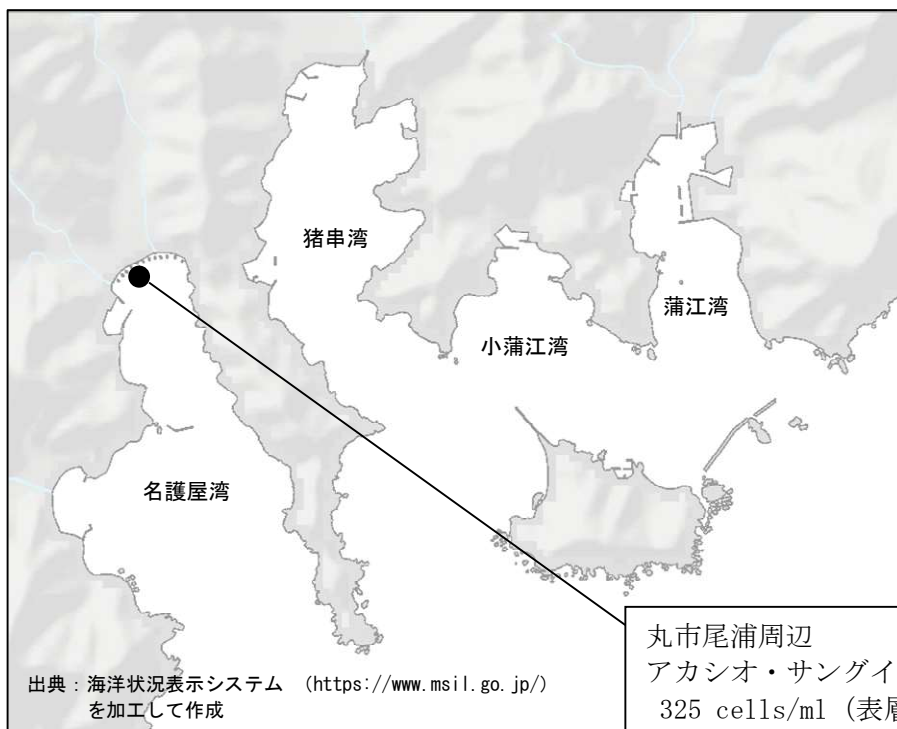 猪串湾
蒲江湾
小蒲江湾
名護屋湾
丸市尾浦周辺
アカシオ・サングイ
325 cells/ml (表層
出典:海洋状況表示システム (https://www.msil.go.jp/)
を加工して作成